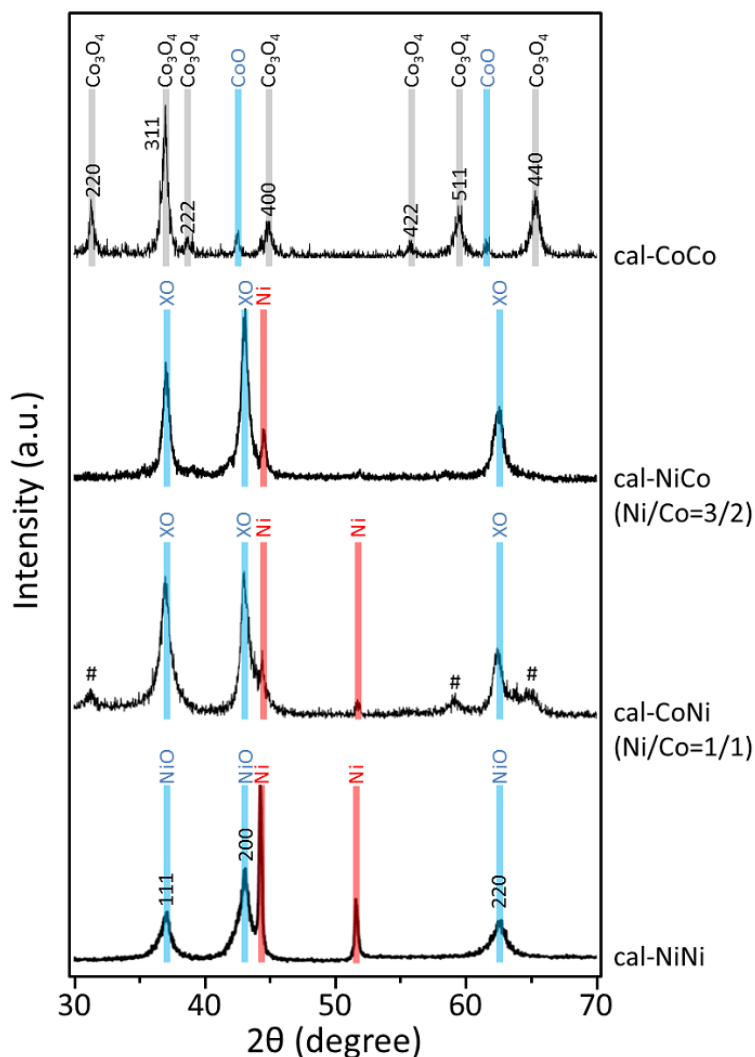 Co₃O₄ Co₃O₄ Co₃O₄ CoO Co₃O₄ Co₃O₄ Co₃O₄ CoO Co₃O₄
220 311 222 400 422 511 440
cal-CoCo
XO XO Ni XO
cal-NiCo
(Ni/Co=3/2)
XO XO Ni Ni XO
# # #
cal-CoNi
(Ni/Co=1/1)
NiO NiO Ni Ni NiO
111 200 220
cal-NiNi
Intensity (a.u.)
30 40 50 60 70
2θ (degree)